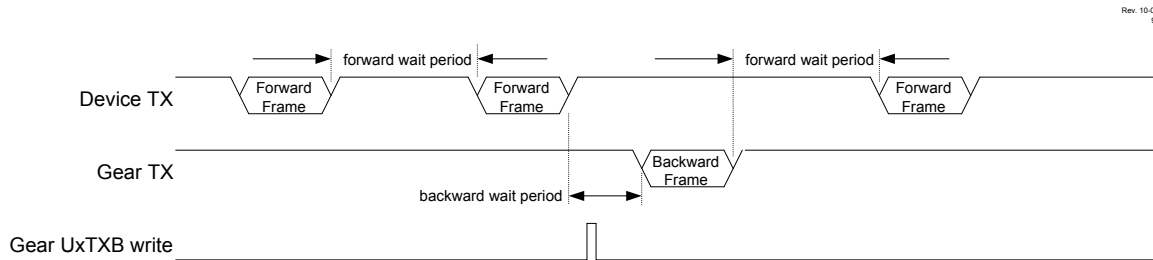 Rev. 10-0
9
forward wait period
forward wait period
Device TX
Forward
Frame
Forward
Frame
Forward
Frame
Gear TX
Backward
Frame
backward wait period
Gear UxTXB write